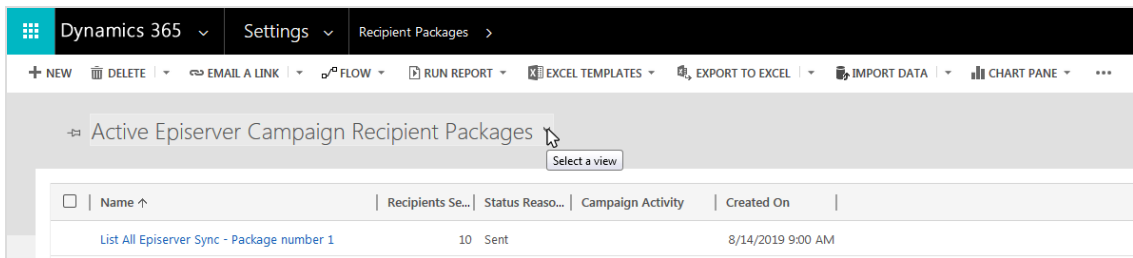 Dynamics 365 Settings Recipient Packages >
+ NEW DELETE EMAIL A LINK FLOW RUN REPORT EXCEL TEMPLATES EXPORT TO EXCEL IMPORT DATA CHART PANE ...
Active Episerver Campaign Recipient Packages
Select a view
Name ↑ Recipients Se... Status Reaso... Campaign Activity Created On
List All Episerver Sync - Package number 1 10 Sent 8/14/2019 9:00 AM